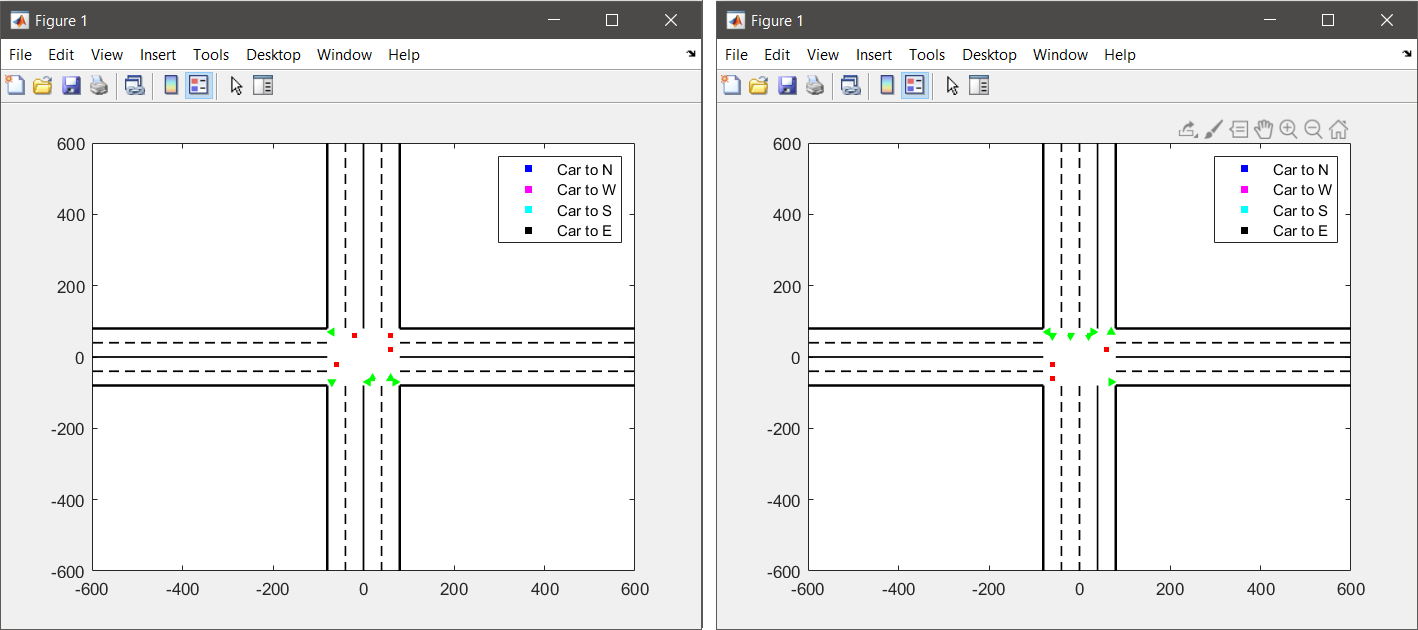 Figure 1
File Edit View Insert Tools Desktop Window Help
600
400
200
0
-200
-400
-600
-600 -400 -200 0 200 400 600
Car to N
Car to W
Car to S
Car to E
Figure 1
File Edit View Insert Tools Desktop Window Help
600
400
200
0
-200
-400
-600
-600 -400 -200 0 200 400 600
Car to N
Car to W
Car to S
Car to E